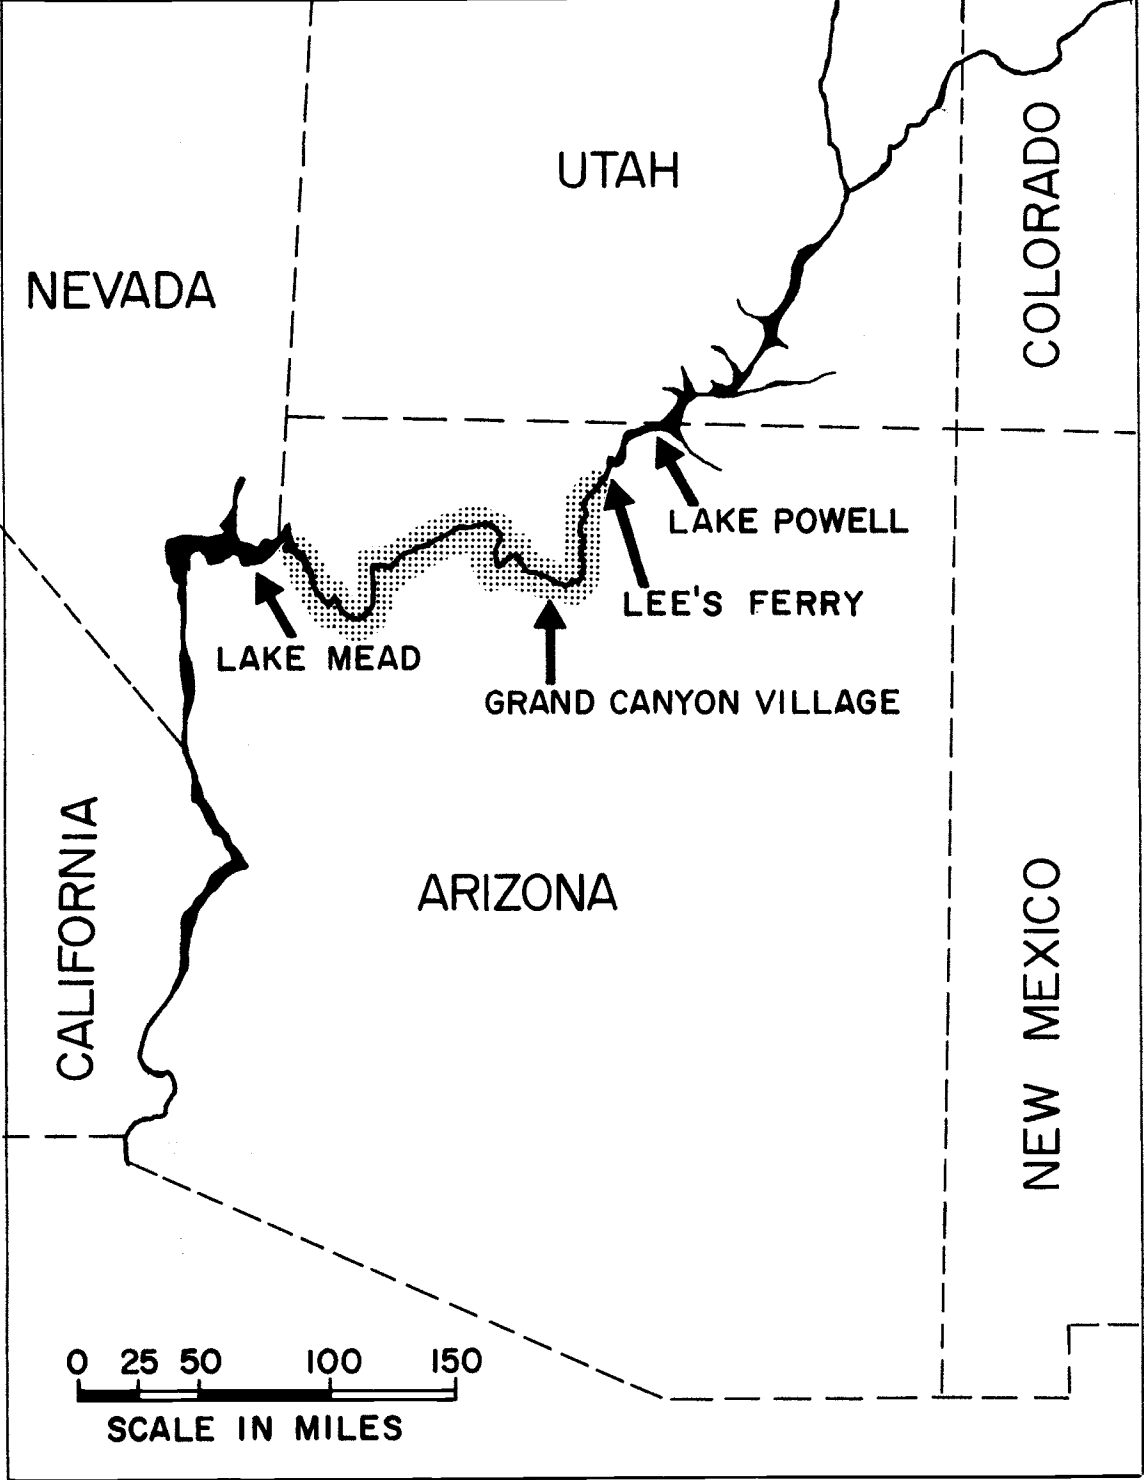 UTAH
COLORADO
NEVADA
LAKE POWELL
LEE'S FERRY
LAKE MEAD
GRAND CANYON VILLAGE
CALIFORNIA
ARIZONA
NEW MEXICO
0 25 50 100 150
SCALE IN MILES